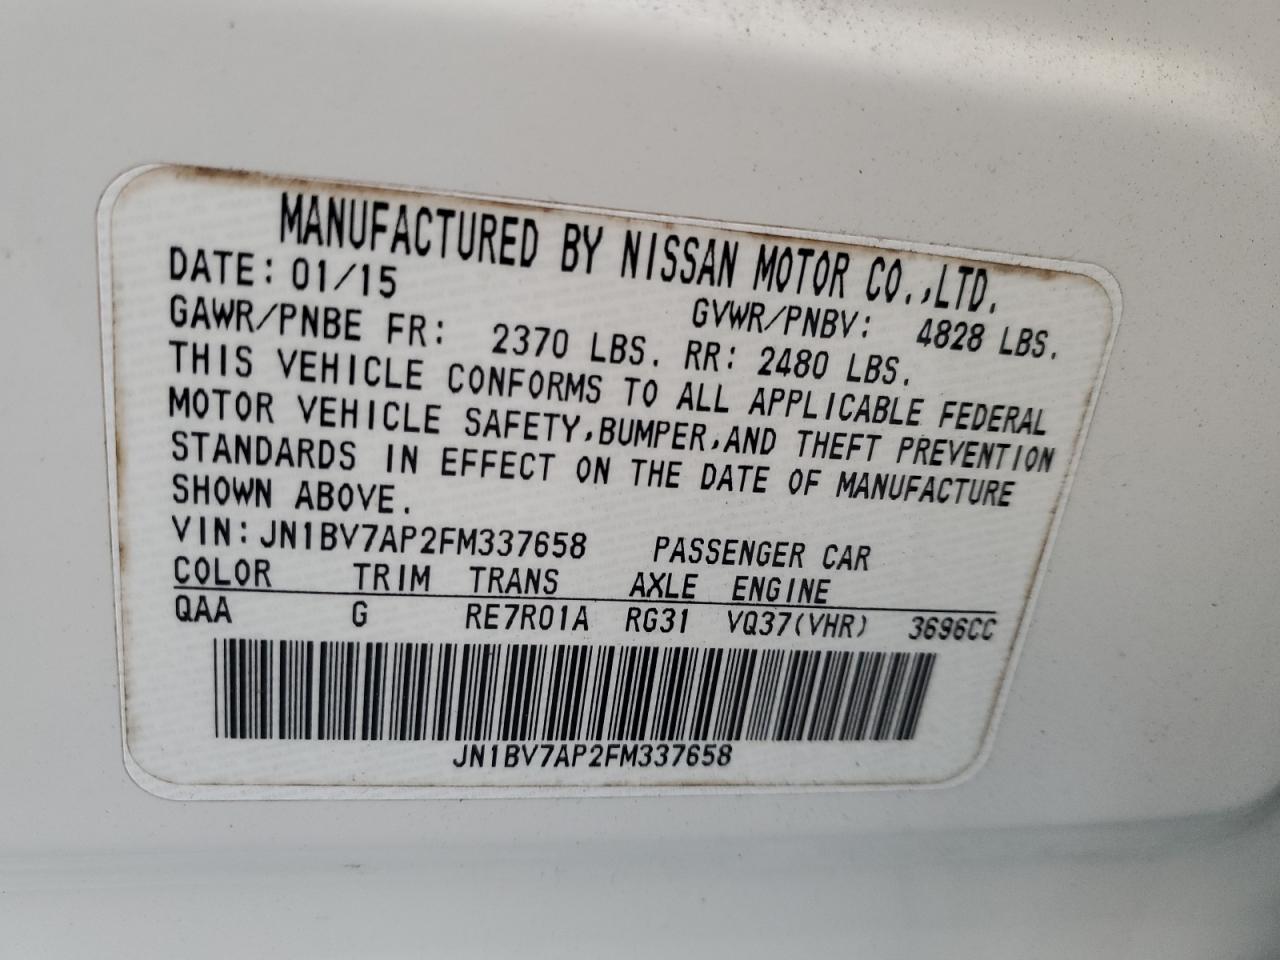 MANUFACTURED BY NISSAN MOTOR CO.,LTD.
DATE: 01/15 GVWR/PNBV: 4828 LBS.
GAWR/PNBE FR: 2370 LBS. RR: 2480 LBS.
THIS VEHICLE CONFORMS TO ALL APPLICABLE FEDERAL
MOTOR VEHICLE SAFETY,BUMPER,AND THEFT PREVENTION
STANDARDS IN EFFECT ON THE DATE OF MANUFACTURE
SHOWN ABOVE.
VIN: JN1BV7AP2FM337658 PASSENGER CAR
COLOR TRIM TRANS AXLE ENGINE
QAA G RE7R01A RG31 VQ37(VHR) 3696CC
JN1BV7AP2FM337658